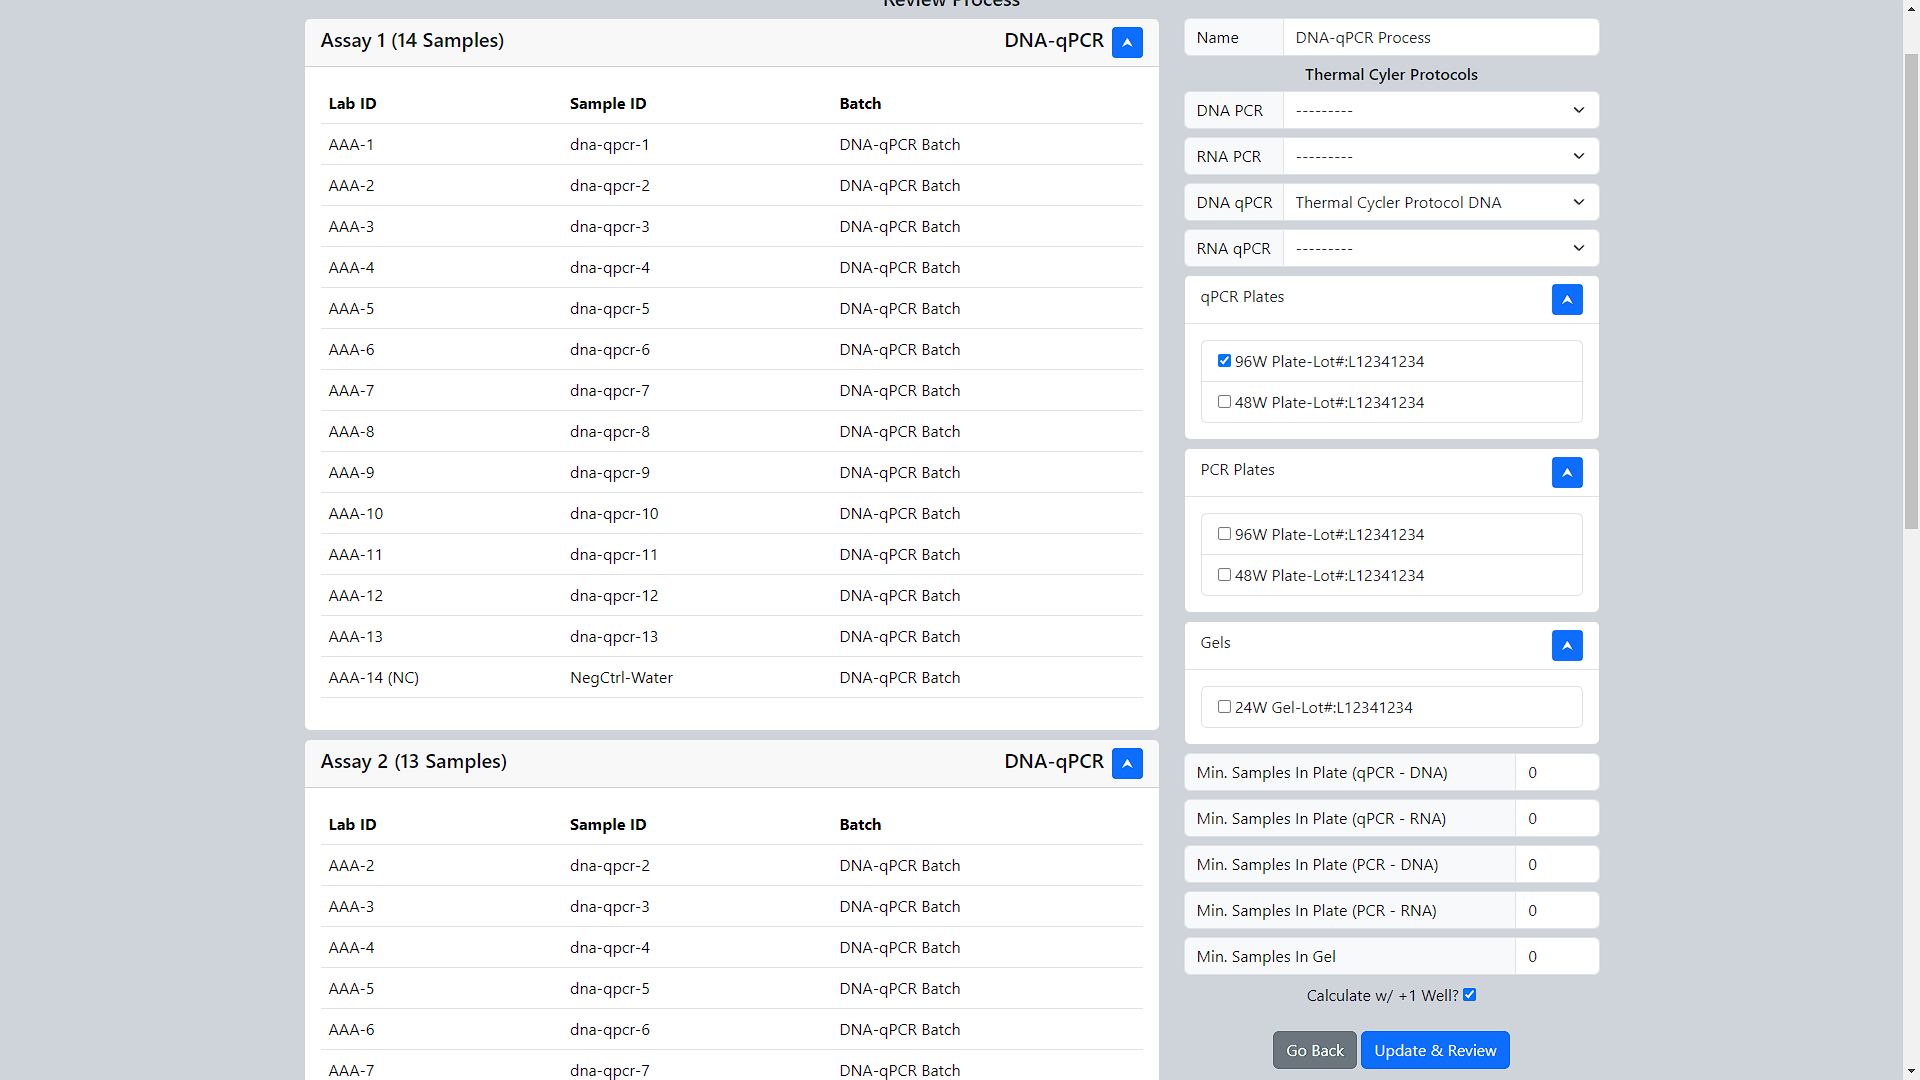 Review Process
Assay 1 (14 Samples) DNA-qPCR
Lab ID Sample ID Batch
AAA-1 dna-qpcr-1 DNA-qPCR Batch
AAA-2 dna-qpcr-2 DNA-qPCR Batch
AAA-3 dna-qpcr-3 DNA-qPCR Batch
AAA-4 dna-qpcr-4 DNA-qPCR Batch
AAA-5 dna-qpcr-5 DNA-qPCR Batch
AAA-6 dna-qpcr-6 DNA-qPCR Batch
AAA-7 dna-qpcr-7 DNA-qPCR Batch
AAA-8 dna-qpcr-8 DNA-qPCR Batch
AAA-9 dna-qpcr-9 DNA-qPCR Batch
AAA-10 dna-qpcr-10 DNA-qPCR Batch
AAA-11 dna-qpcr-11 DNA-qPCR Batch
AAA-12 dna-qpcr-12 DNA-qPCR Batch
AAA-13 dna-qpcr-13 DNA-qPCR Batch
AAA-14 (NC) NegCtrl-Water DNA-qPCR Batch
Assay 2 (13 Samples) DNA-qPCR
Lab ID Sample ID Batch
AAA-2 dna-qpcr-2 DNA-qPCR Batch
AAA-3 dna-qpcr-3 DNA-qPCR Batch
AAA-4 dna-qpcr-4 DNA-qPCR Batch
AAA-5 dna-qpcr-5 DNA-qPCR Batch
AAA-6 dna-qpcr-6 DNA-qPCR Batch
AAA-7 dna-qpcr-7 DNA-qPCR Batch
Name DNA-qPCR Process
Thermal Cyler Protocols
DNA PCR ---------
RNA PCR ---------
DNA qPCR Thermal Cycler Protocol DNA
RNA qPCR ---------
qPCR Plates
96W Plate-Lot#:L12341234
48W Plate-Lot#:L12341234
PCR Plates
96W Plate-Lot#:L12341234
48W Plate-Lot#:L12341234
Gels
24W Gel-Lot#:L12341234
Min. Samples In Plate (qPCR - DNA) 0
Min. Samples In Plate (qPCR - RNA) 0
Min. Samples In Plate (PCR - DNA) 0
Min. Samples In Plate (PCR - RNA) 0
Min. Samples In Gel 0
Calculate w/ +1 Well?
Go Back Update & Review